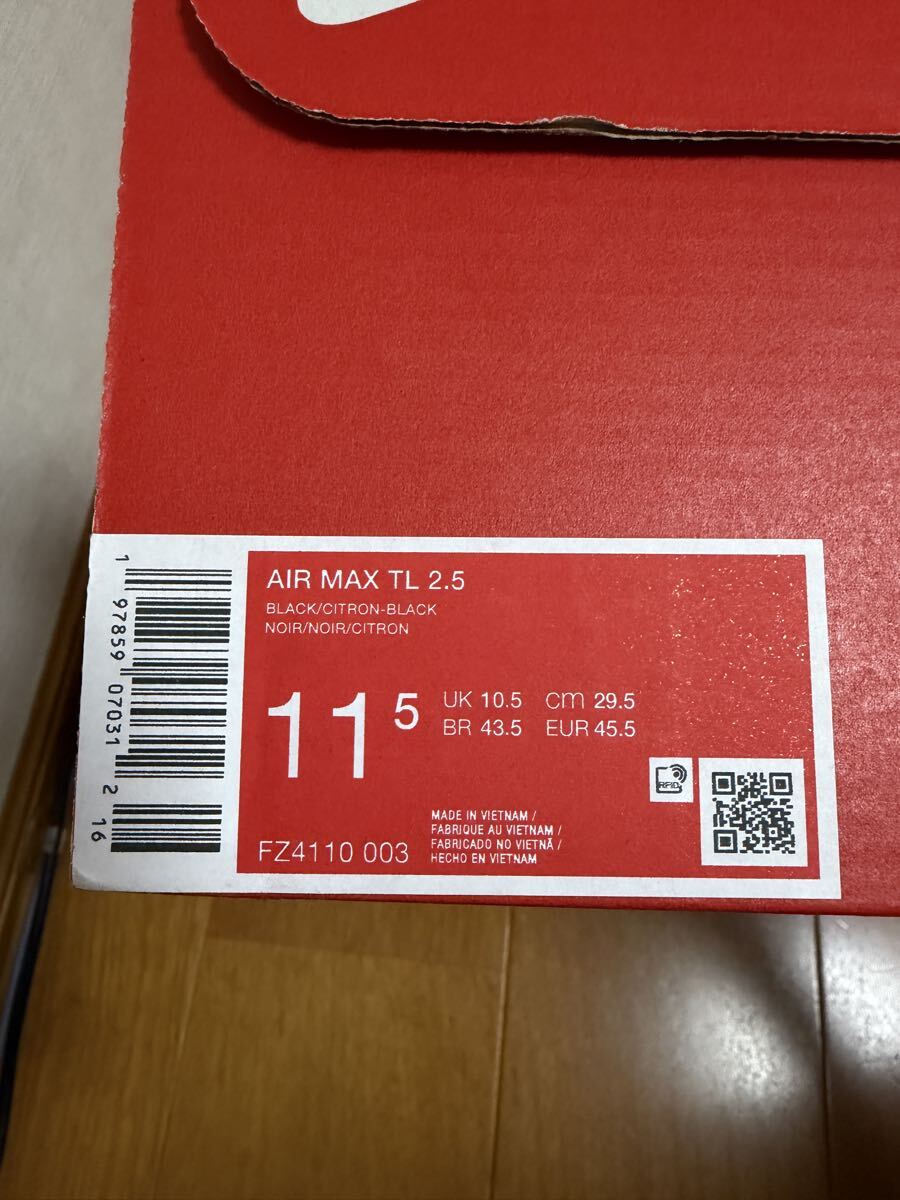 AIR MAX TL 2.5
BLACK/CITRON-BLACK
NOIR/NOIR/CITRON
11 5
UK 10.5 cm 29.5
BR 43.5 EUR 45.5
RFID
MADE IN VIETNAM /
FABRIQUE AU VIETNAM /
FABRICADO NO VIETNÃ /
HECHO EN VIETNAM
FZ4110 003
1 97859 07031 2 16